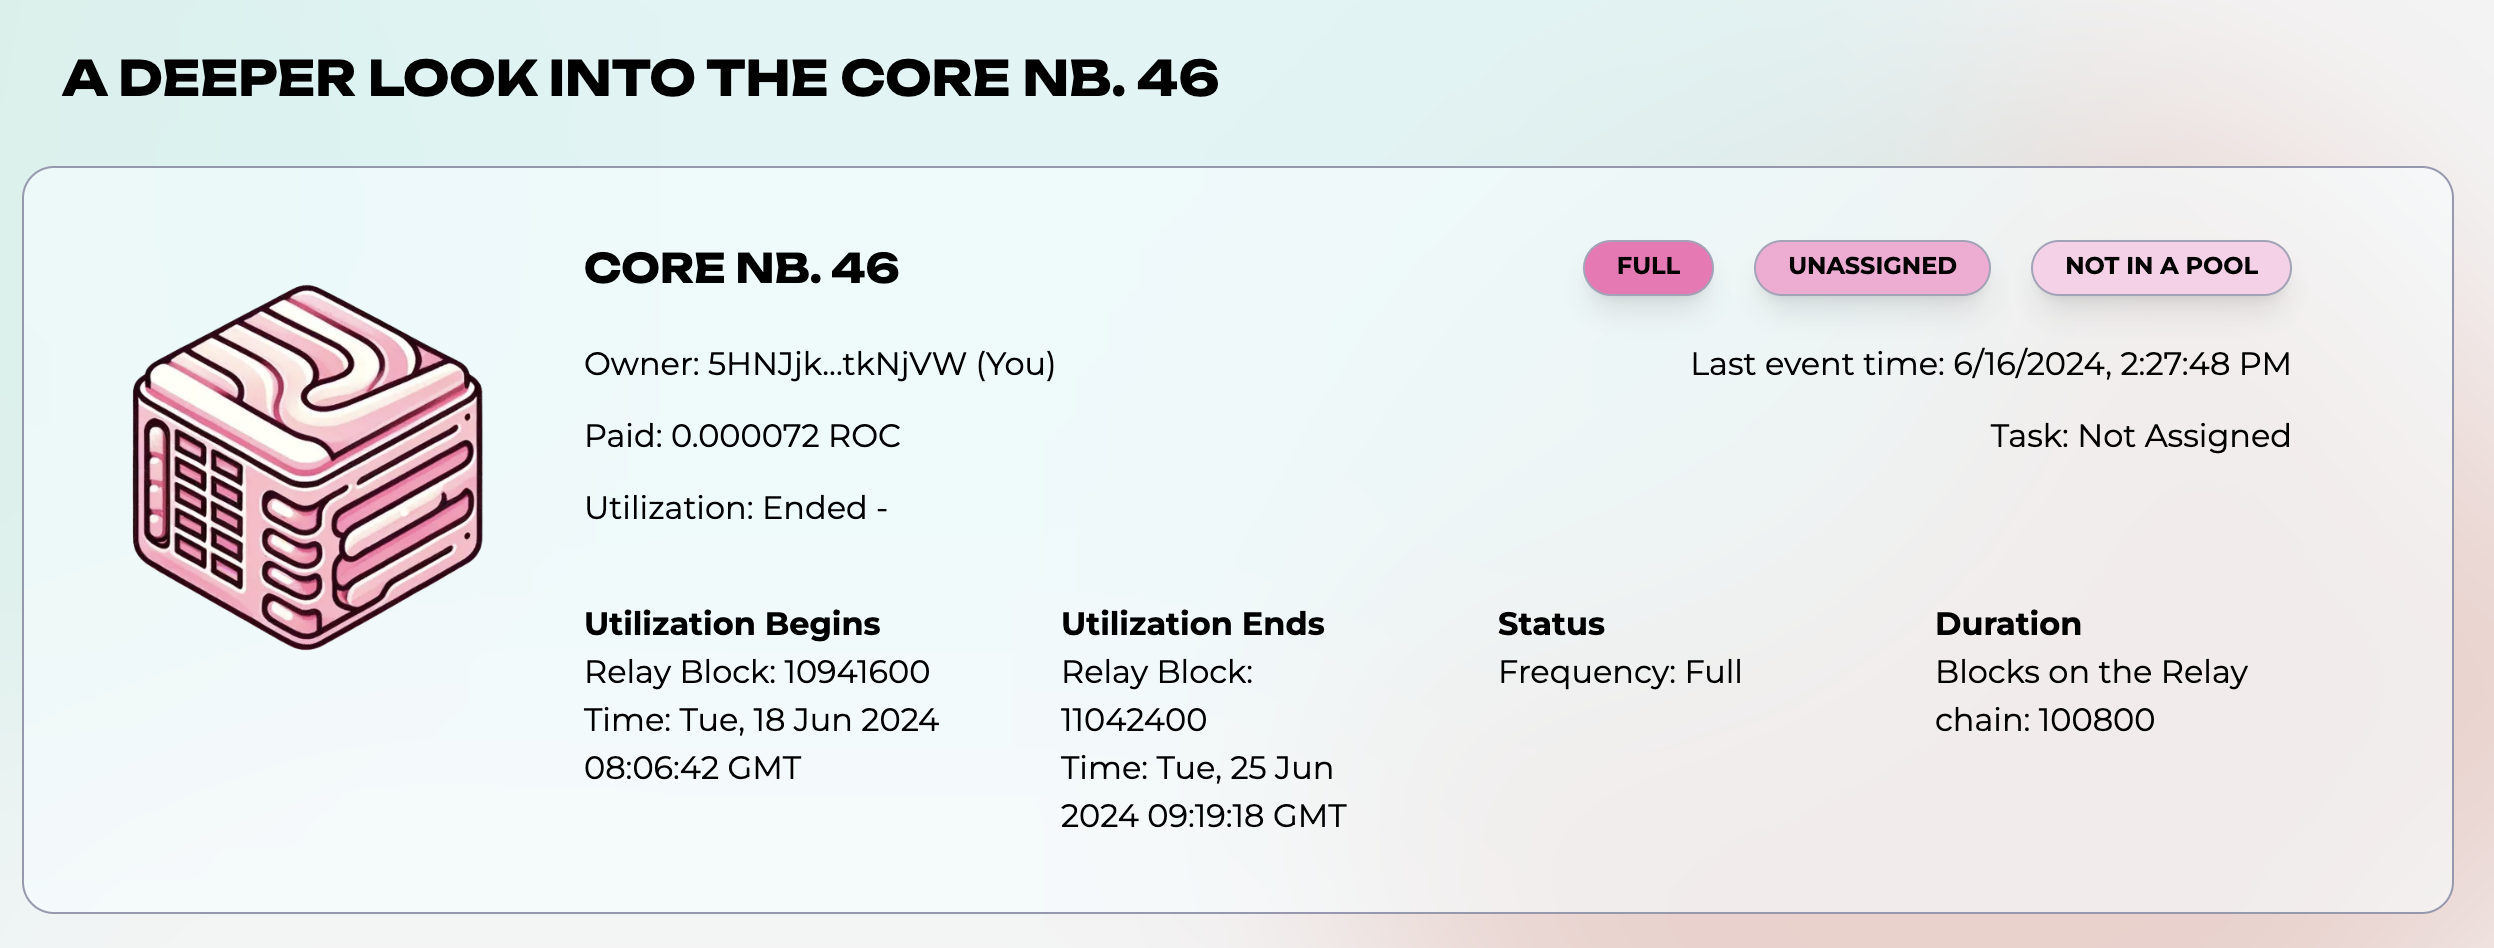 A DEEPER LOOK INTO THE CORE NB. 46
CORE NB. 46
FULL
UNASSIGNED
NOT IN A POOL
Owner: 5HNJjk...tkNjVW (You)
Last event time: 6/16/2024, 2:27:48 PM
Paid: 0.000072 ROC
Task: Not Assigned
Utilization: Ended -
Utilization Begins
Relay Block: 10941600
Time: Tue, 18 Jun 2024
08:06:42 GMT
Utilization Ends
Relay Block:
11042400
Time: Tue, 25 Jun
2024 09:19:18 GMT
Status
Frequency: Full
Duration
Blocks on the Relay
chain: 100800